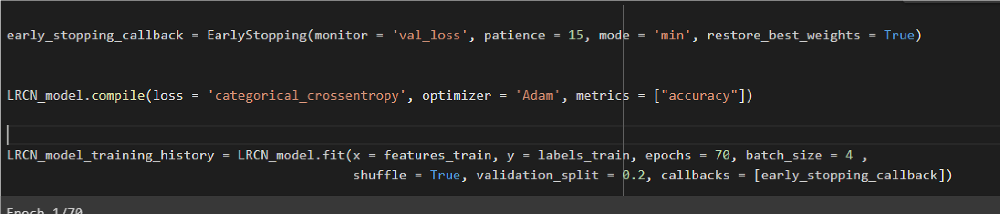 early_stopping_callback = EarlyStopping(monitor = 'val_loss', patience = 15, mode = 'min', restore_best_weights = True)
LRCN_model.compile(loss = 'categorical_crossentropy', optimizer = 'Adam', metrics = ["accuracy"])
LRCN_model_training_history = LRCN_model.fit(x = features_train, y = labels_train, epochs = 70, batch_size = 4 ,
shuffle = True, validation_split = 0.2, callbacks = [early_stopping_callback])
Epoch 1/70